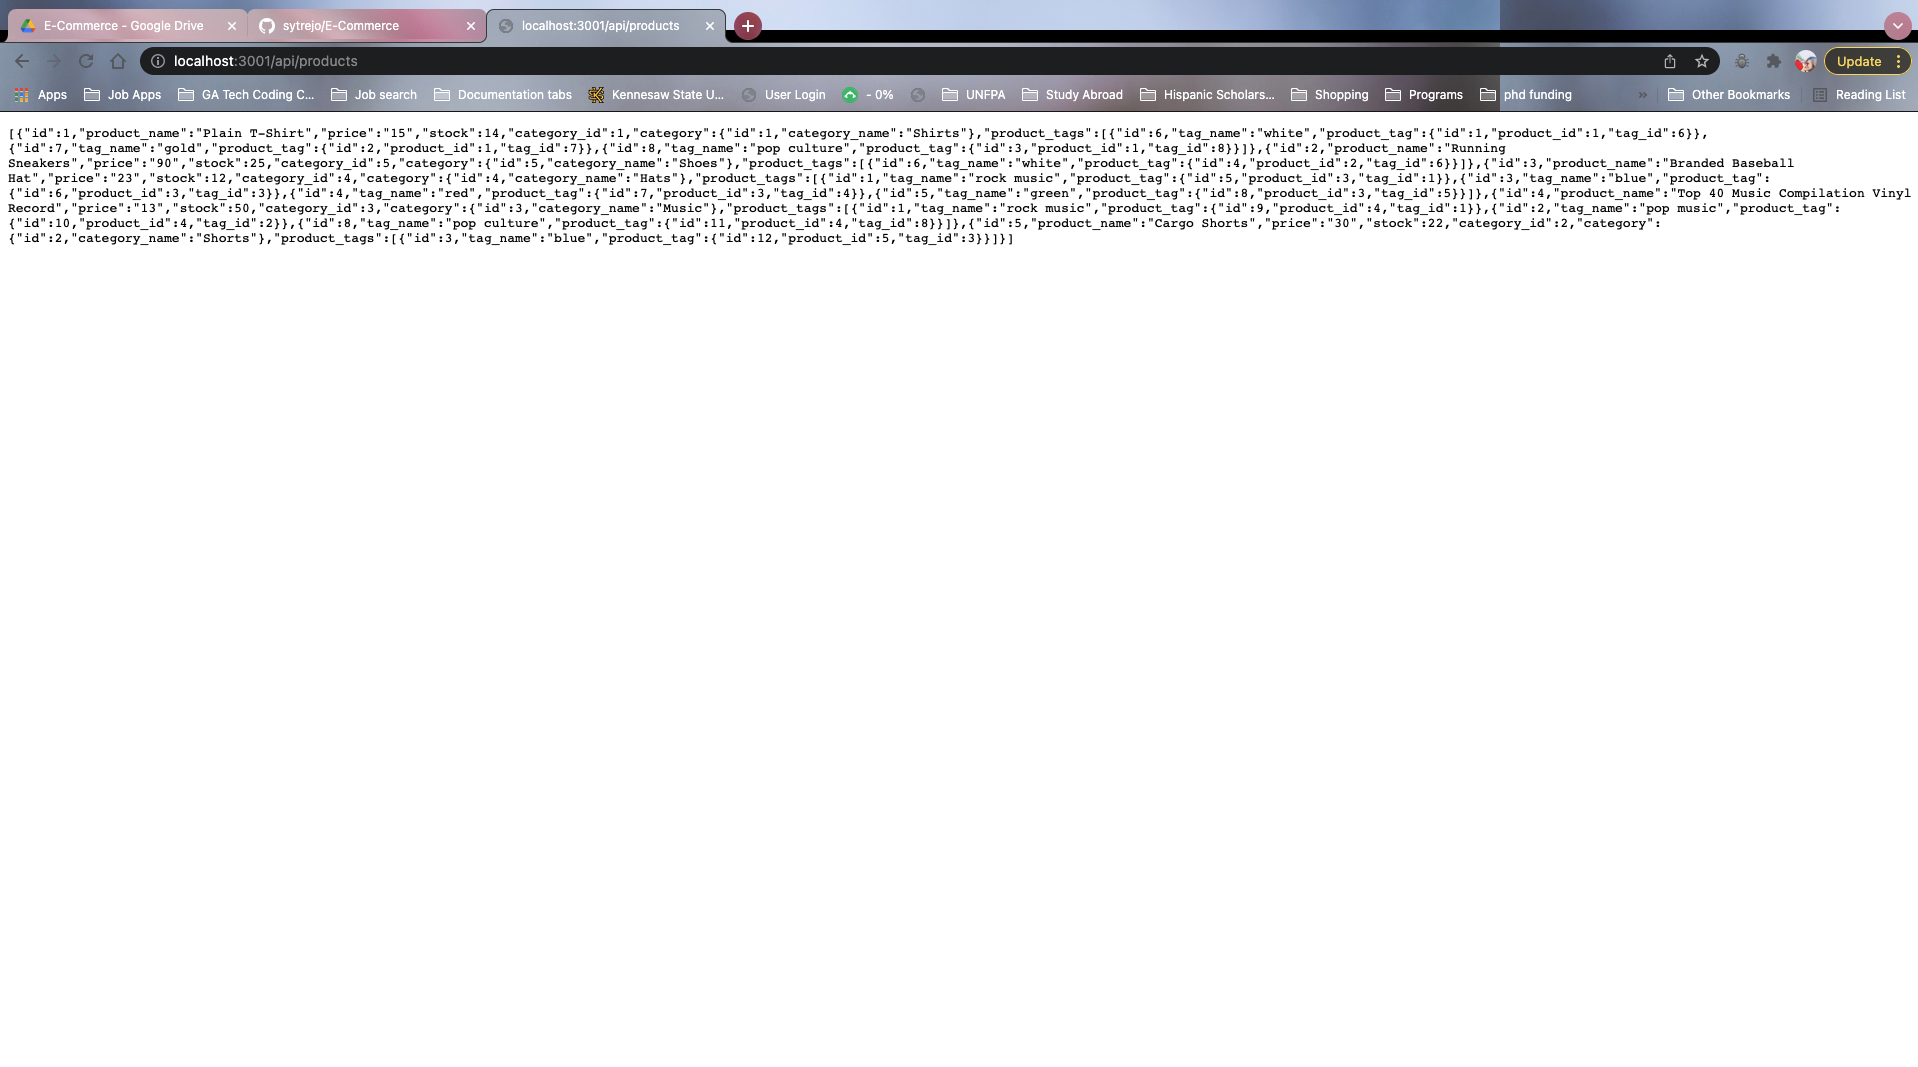 E-Commerce - Google Drive
sytrejo/E-Commerce
localhost:3001/api/products
localhost:3001/api/products
Update
Apps
Job Apps
GA Tech Coding C...
Job search
Documentation tabs
Kennesaw State U...
User Login
- 0%
UNFPA
Study Abroad
Hispanic Scholars...
Shopping
Programs
phd funding
»
Other Bookmarks
Reading List
[{"id":1,"product_name":"Plain T-Shirt","price":"15","stock":14,"category_id":1,"category":{"id":1,"category_name":"Shirts"},"product_tags":[{"id":6,"tag_name":"white","product_tag":{"id":1,"product_id":1,"tag_id":6}},
{"id":7,"tag_name":"gold","product_tag":{"id":2,"product_id":1,"tag_id":7}},{"id":8,"tag_name":"pop culture","product_tag":{"id":3,"product_id":1,"tag_id":8}}]},{"id":2,"product_name":"Running
Sneakers","price":"90","stock":25,"category_id":5,"category":{"id":5,"category_name":"Shoes"},"product_tags":[{"id":6,"tag_name":"white","product_tag":{"id":4,"product_id":2,"tag_id":6}}]},{"id":3,"product_name":"Branded Baseball
Hat","price":"23","stock":12,"category_id":4,"category":{"id":4,"category_name":"Hats"},"product_tags":[{"id":1,"tag_name":"rock music","product_tag":{"id":5,"product_id":3,"tag_id":1}},{"id":3,"tag_name":"blue","product_tag":
{"id":6,"product_id":3,"tag_id":3}},{"id":4,"tag_name":"red","product_tag":{"id":7,"product_id":3,"tag_id":4}},{"id":5,"tag_name":"green","product_tag":{"id":8,"product_id":3,"tag_id":5}}]},{"id":4,"product_name":"Top 40 Music Compilation Vinyl
Record","price":"13","stock":50,"category_id":3,"category":{"id":3,"category_name":"Music"},"product_tags":[{"id":1,"tag_name":"rock music","product_tag":{"id":9,"product_id":4,"tag_id":1}},{"id":2,"tag_name":"pop music","product_tag":
{"id":10,"product_id":4,"tag_id":2}},{"id":8,"tag_name":"pop culture","product_tag":{"id":11,"product_id":4,"tag_id":8}}]},{"id":5,"product_name":"Cargo Shorts","price":"30","stock":22,"category_id":2,"category":
{"id":2,"category_name":"Shorts"},"product_tags":[{"id":3,"tag_name":"blue","product_tag":{"id":12,"product_id":5,"tag_id":3}}]}]